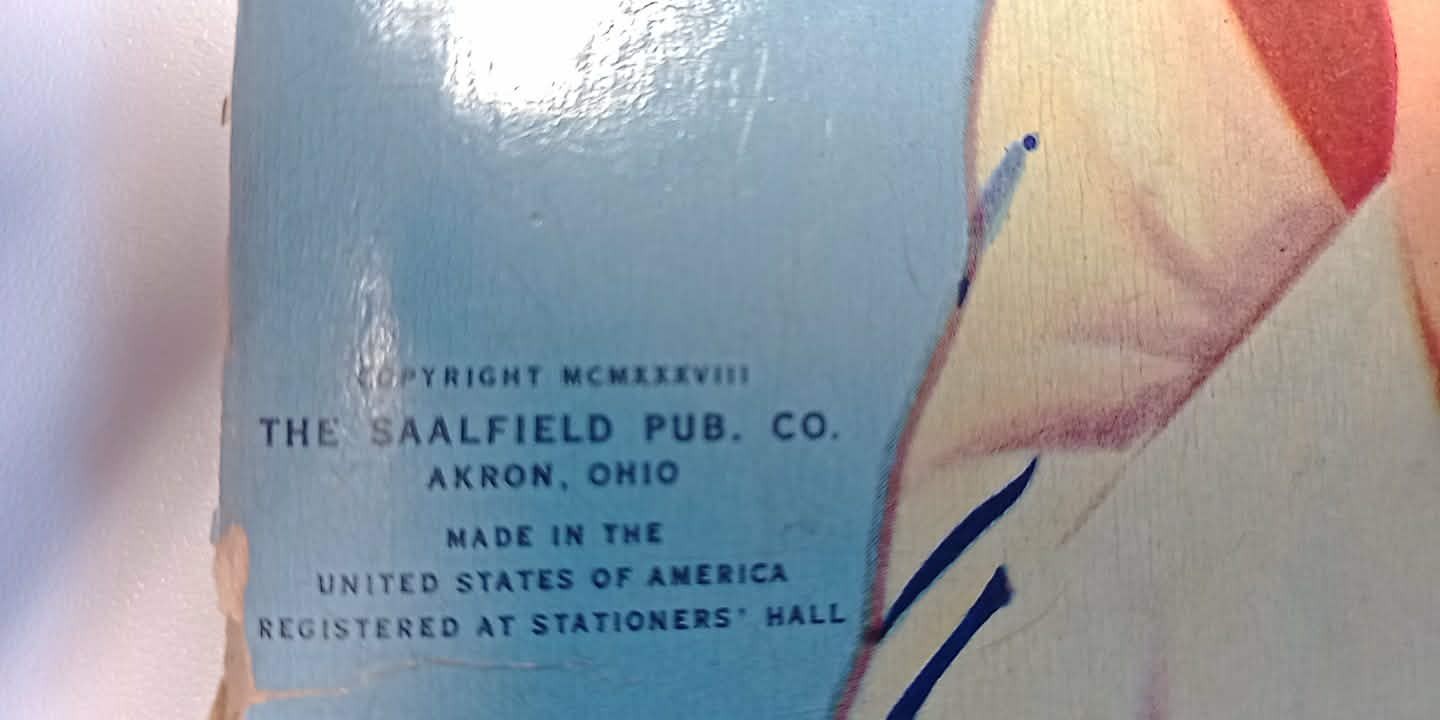 COPYRIGHT MCMXXXVIII
THE SAALFIELD PUB. CO.
AKRON, OHIO
MADE IN THE
UNITED STATES OF AMERICA
REGISTERED AT STATIONERS' HALL